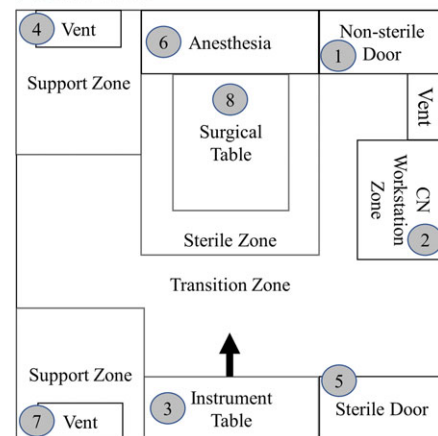 4 Vent
6 Anesthesia
Non-sterile
Door
1
Support Zone
8
Surgical
Table
Vent
CN
Workstation
Zone
2
Sterile Zone
Transition Zone
Support Zone
7 Vent
3 Instrument
Table
5
Sterile Door